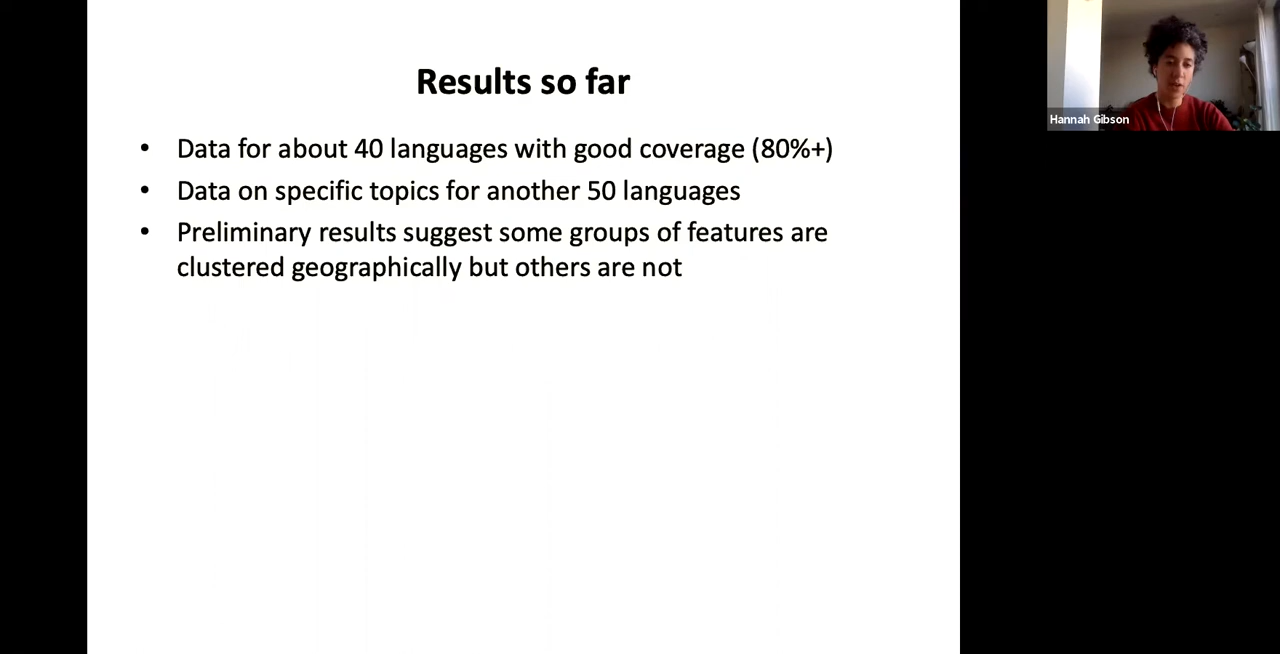 Results so far
• Data for about 40 languages with good coverage (80%+)
• Data on specific topics for another 50 languages
• Preliminary results suggest some groups of features are
clustered geographically but others are not
Hannah Gibson